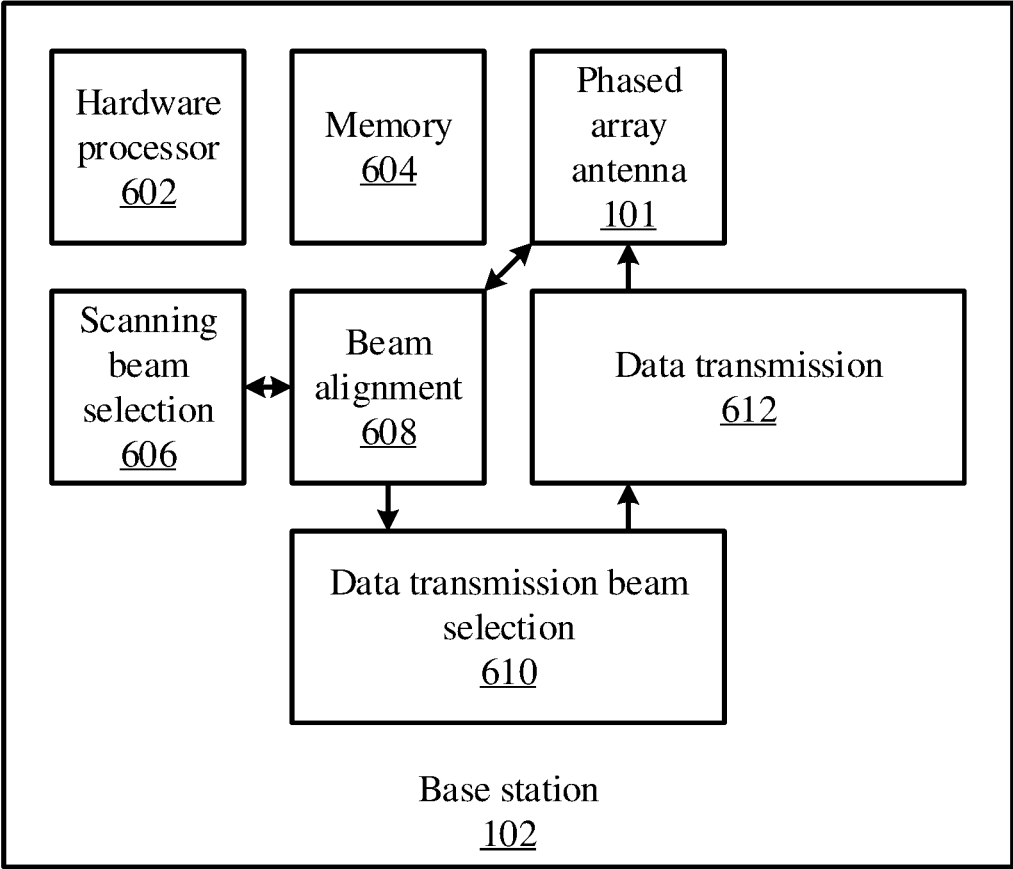 Hardware
processor
602
Memory
604
Phased
array
antenna
101
Scanning
beam
selection
606
Beam
alignment
608
Data transmission
612
Data transmission beam
selection
610
Base station
102